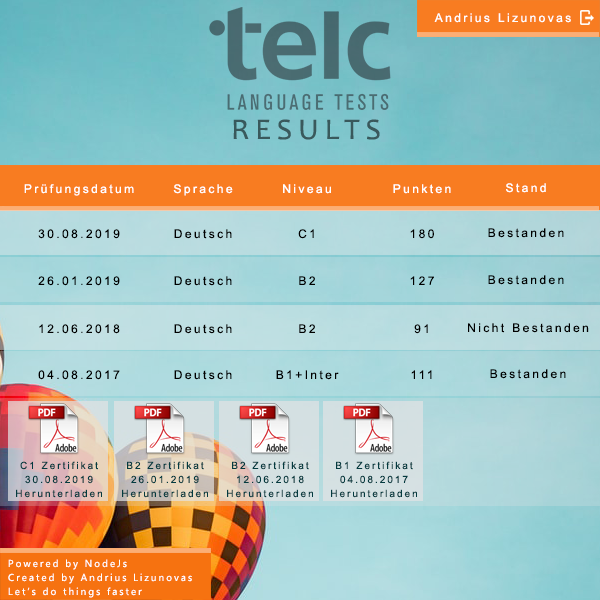 Andrius Lizunovas
telc
LANGUAGE TESTS
RESULTS
Prüfungsdatum Sprache Niveau Punkten Stand
30.08.2019 Deutsch C1 180 Bestanden
26.01.2019 Deutsch B2 127 Bestanden
12.06.2018 Deutsch B2 91 Nicht Bestanden
04.08.2017 Deutsch B1+Inter 111 Bestanden
PDF PDF PDF PDF
Adobe Adobe Adobe Adobe
C1 Zertifikat B2 Zertifikat B2 Zertifikat B1 Zertifikat
30.08.2019 26.01.2019 12.06.2018 04.08.2017
Herunterladen Herunterladen Herunterladen Herunterladen
Powered by NodeJs
Created by Andrius Lizunovas
Let's do things faster